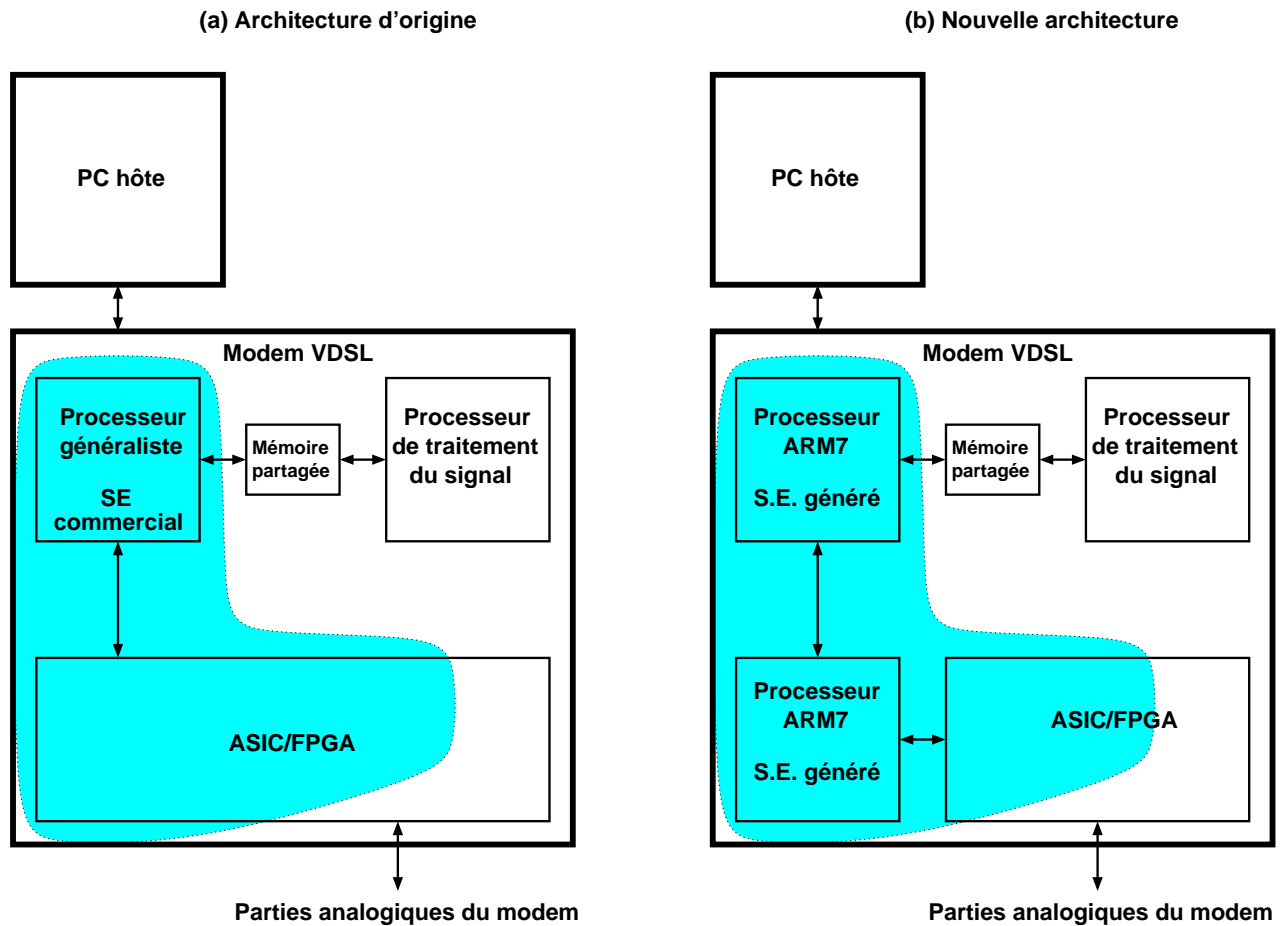 (a) Architecture d'origine
PC hôte
Modem VDSL
Processeur
généraliste
SE
commercial
Mémoire
partagée
Processeur
de traitement
du signal
ASIC/FPGA
Parties analogiques du modem
(b) Nouvelle architecture
PC hôte
Modem VDSL
Processeur
ARM7
S.E. généré
Mémoire
partagée
Processeur
de traitement
du signal
Processeur
ARM7
S.E. généré
ASIC/FPGA
Parties analogiques du modem